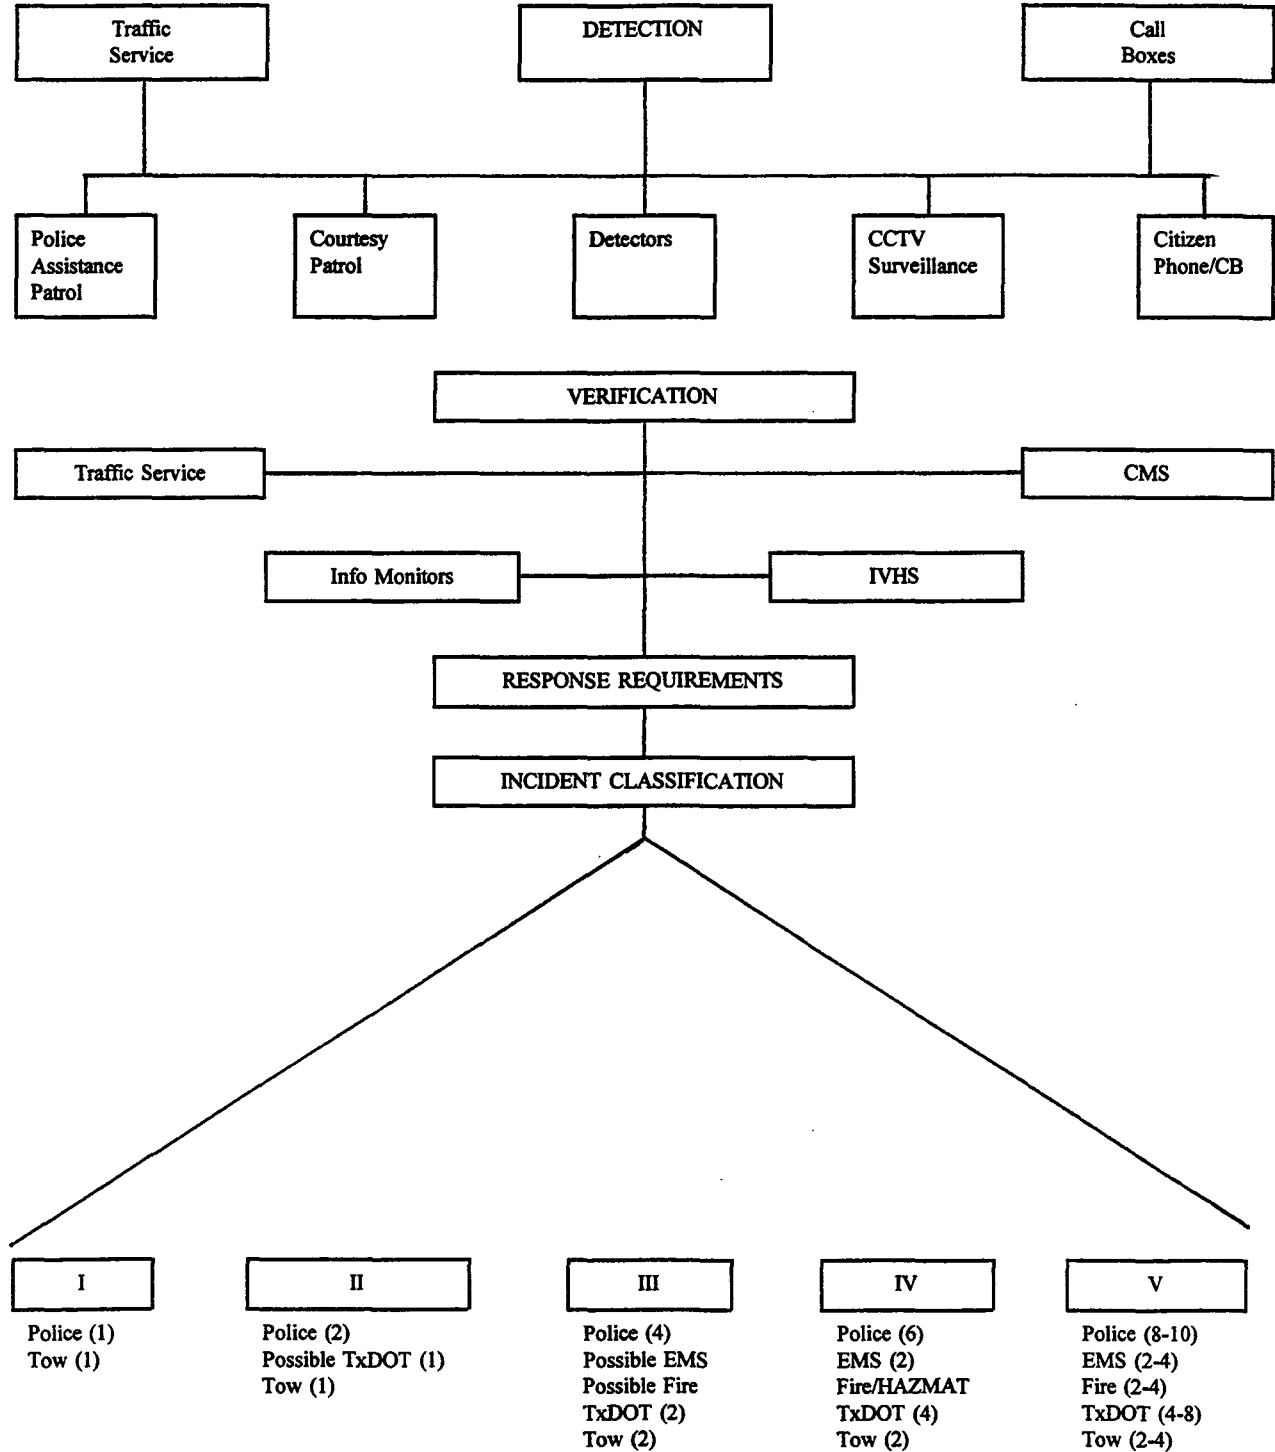 Traffic
Service
DETECTION
Call
Boxes
Police
Assistance
Patrol
Courtesy
Patrol
Detectors
CCTV
Surveillance
Citizen
Phone/CB
VERIFICATION
Traffic Service
CMS
Info Monitors
IVHS
RESPONSE REQUIREMENTS
INCIDENT CLASSIFICATION
I
Police (1)
Tow (1)
II
Police (2)
Possible TxDOT (1)
Tow (1)
III
Police (4)
Possible EMS
Possible Fire
TxDOT (2)
Tow (2)
IV
Police (6)
EMS (2)
Fire/HAZMAT
TxDOT (4)
Tow (2)
V
Police (8-10)
EMS (2-4)
Fire (2-4)
TxDOT (4-8)
Tow (2-4)